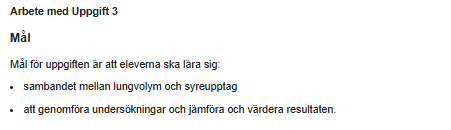 Arbete med Uppgift 3
Mål
Mål för uppgiften är att eleverna ska lära sig:
• sambandet mellan lungvolym och syreupptag
• att genomföra undersökningar och jämföra och värdera resultaten.